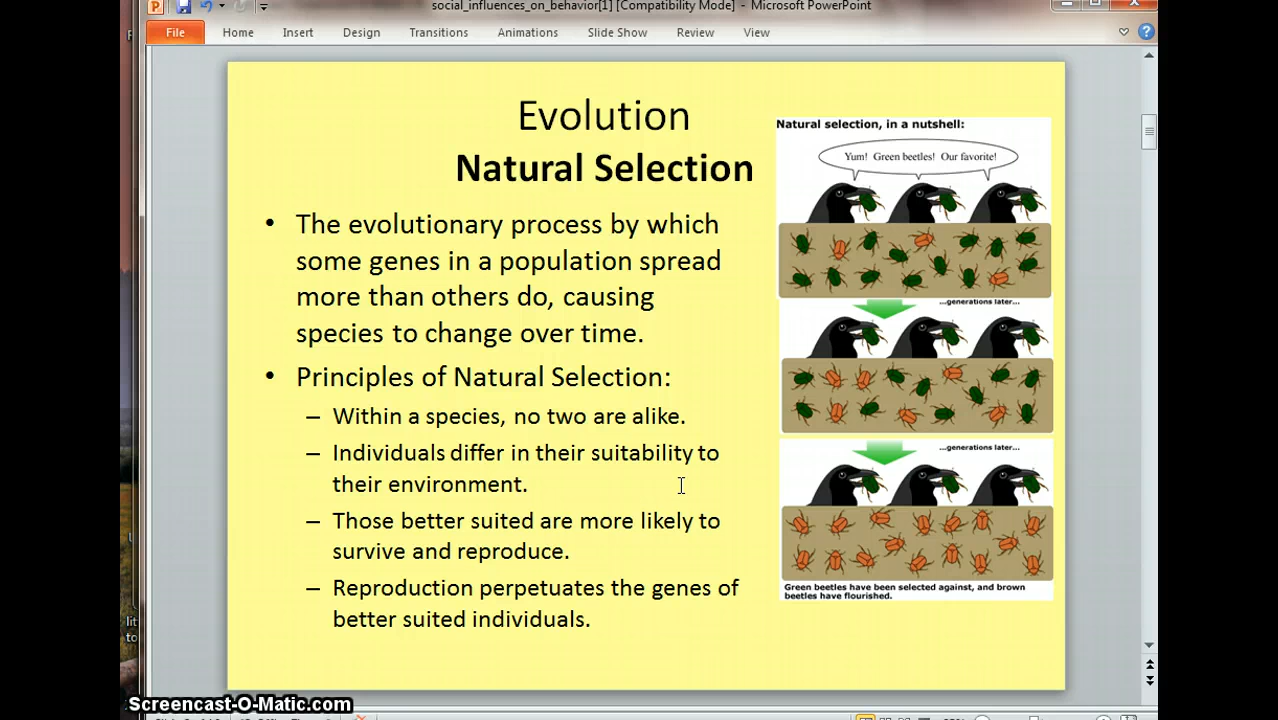 social_influences_on_behavior[1] [Compatibility Mode] - Microsoft PowerPoint
File Home Insert Design Transitions Animations Slide Show Review View
Evolution
Natural Selection
• The evolutionary process by which
some genes in a population spread
more than others do, causing
species to change over time.
• Principles of Natural Selection:
– Within a species, no two are alike.
– Individuals differ in their suitability to
their environment.
– Those better suited are more likely to
survive and reproduce.
– Reproduction perpetuates the genes of
better suited individuals.
Natural selection, in a nutshell:
Yum! Green beetles! Our favorite!
...generations later...
...generations later...
Green beetles have been selected against, and brown
beetles have flourished.
Screencast-O-Matic.com